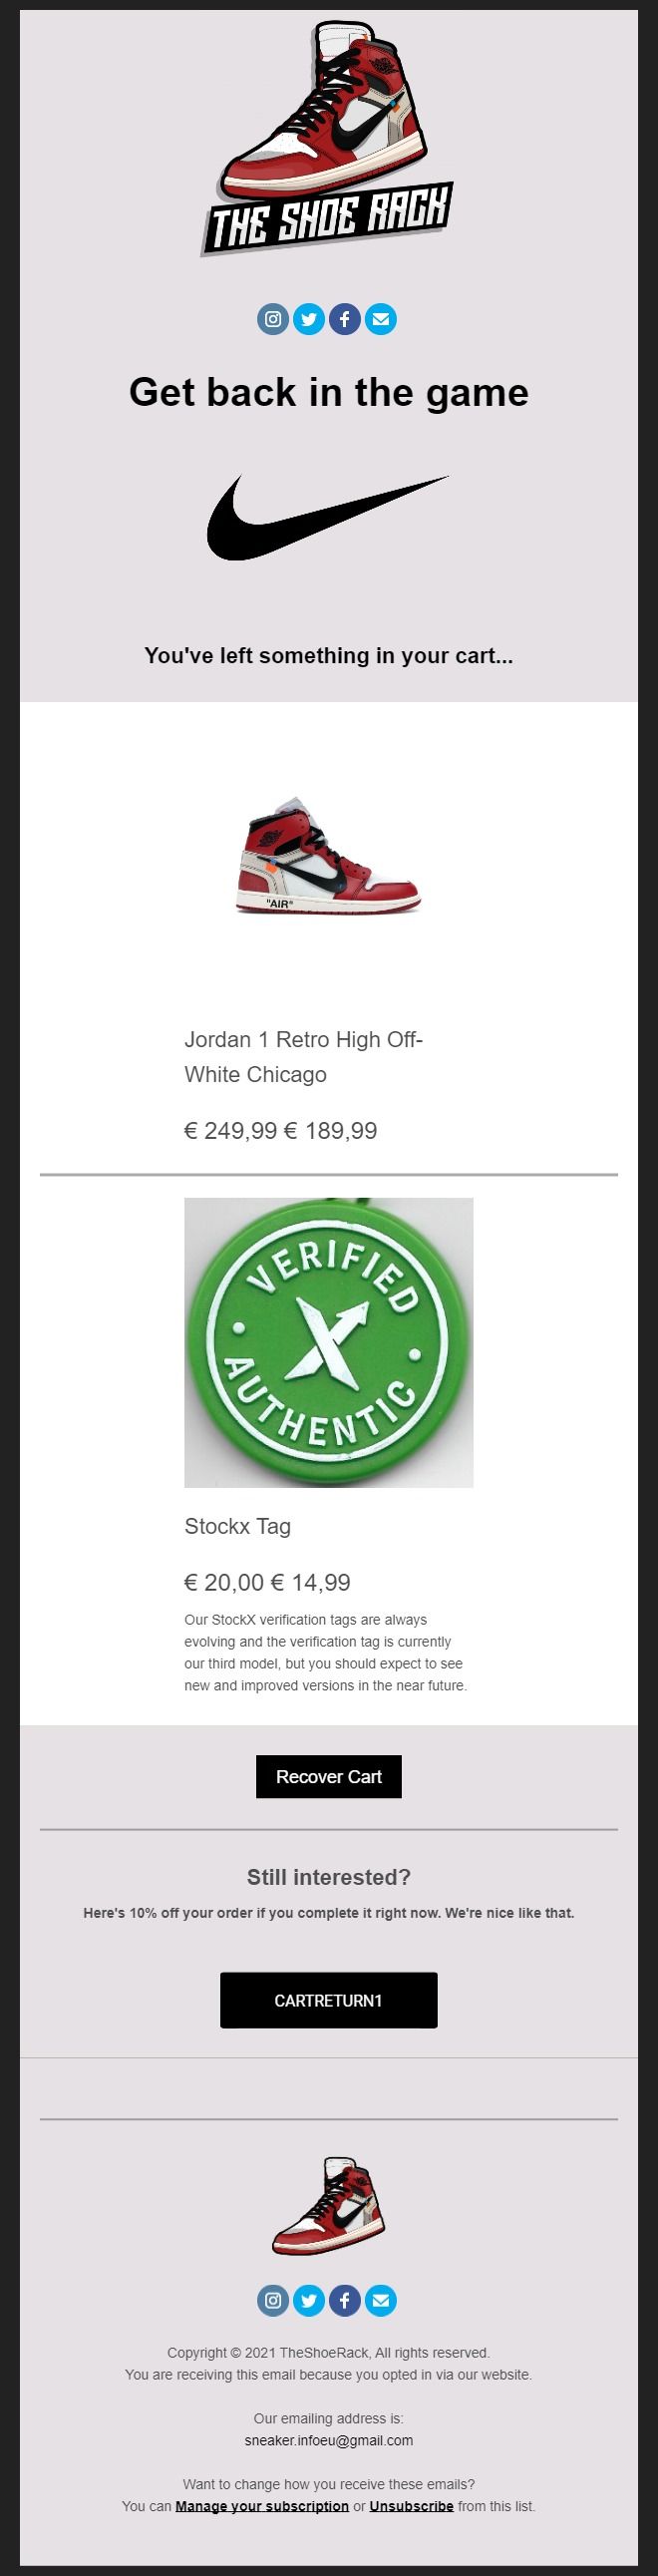 THE SHOE RACK
Get back in the game
You've left something in your cart...
"AIR"
Jordan 1 Retro High Off-
White Chicago
€ 249,99 € 189,99
VERIFIED
X
AUTHENTIC
Stockx Tag
€ 20,00 € 14,99
Our StockX verification tags are always
evolving and the verification tag is currently
our third model, but you should expect to see
new and improved versions in the near future.
Recover Cart
Still interested?
Here's 10% off your order if you complete it right now. We're nice like that.
CARTRETURN1
Copyright © 2021 TheShoeRack, All rights reserved.
You are receiving this email because you opted in via our website.
Our emailing address is:
sneaker.infoeu@gmail.com
Want to change how you receive these emails?
You can Manage your subscription or Unsubscribe from this list.